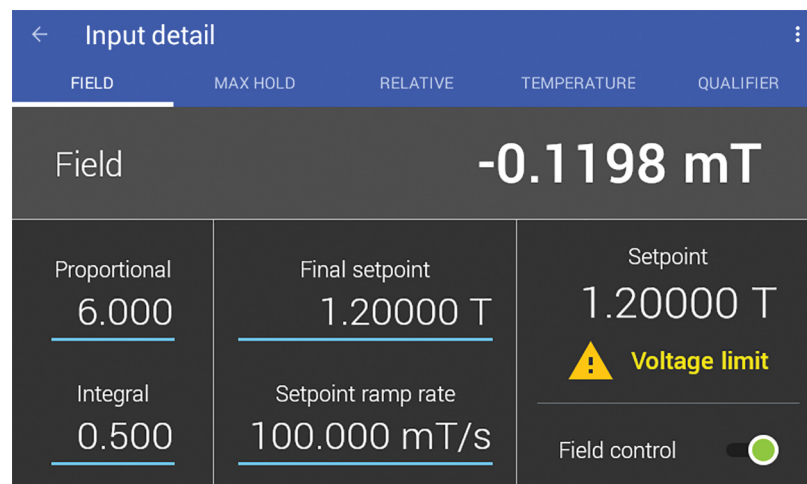 Input detail
FIELD MAX HOLD RELATIVE TEMPERATURE QUALIFIER
Field -0.1198 mT
Proportional
6.000
Integral
0.500
Final setpoint
1.20000 T
Setpoint ramp rate
100.000 mT/s
Setpoint
1.20000 T
Voltage limit
Field control